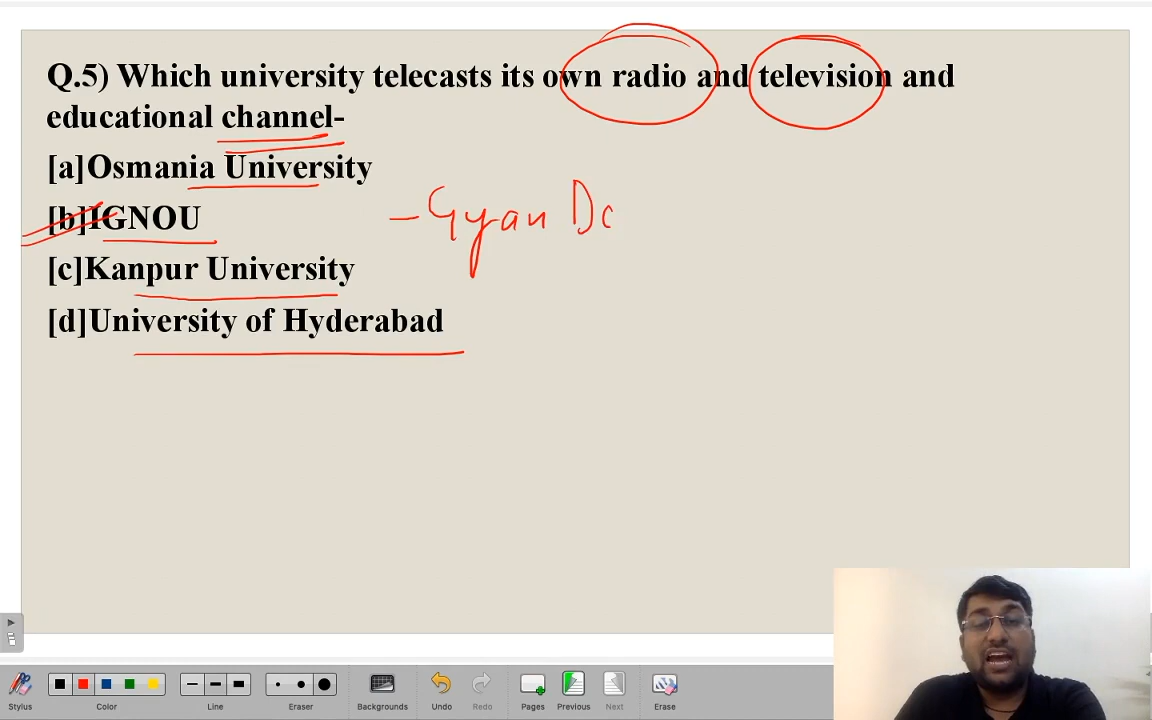 Q.5) Which university telecasts its own radio and television and
educational channel-
[a]Osmania University
[b]IGNOU
- Gyan D
[c]Kanpur University
[d]University of Hyderabad
Stylus
Color
Line
Eraser
Backgrounds
Undo
Redo
Pages
Previous
Next
Erase